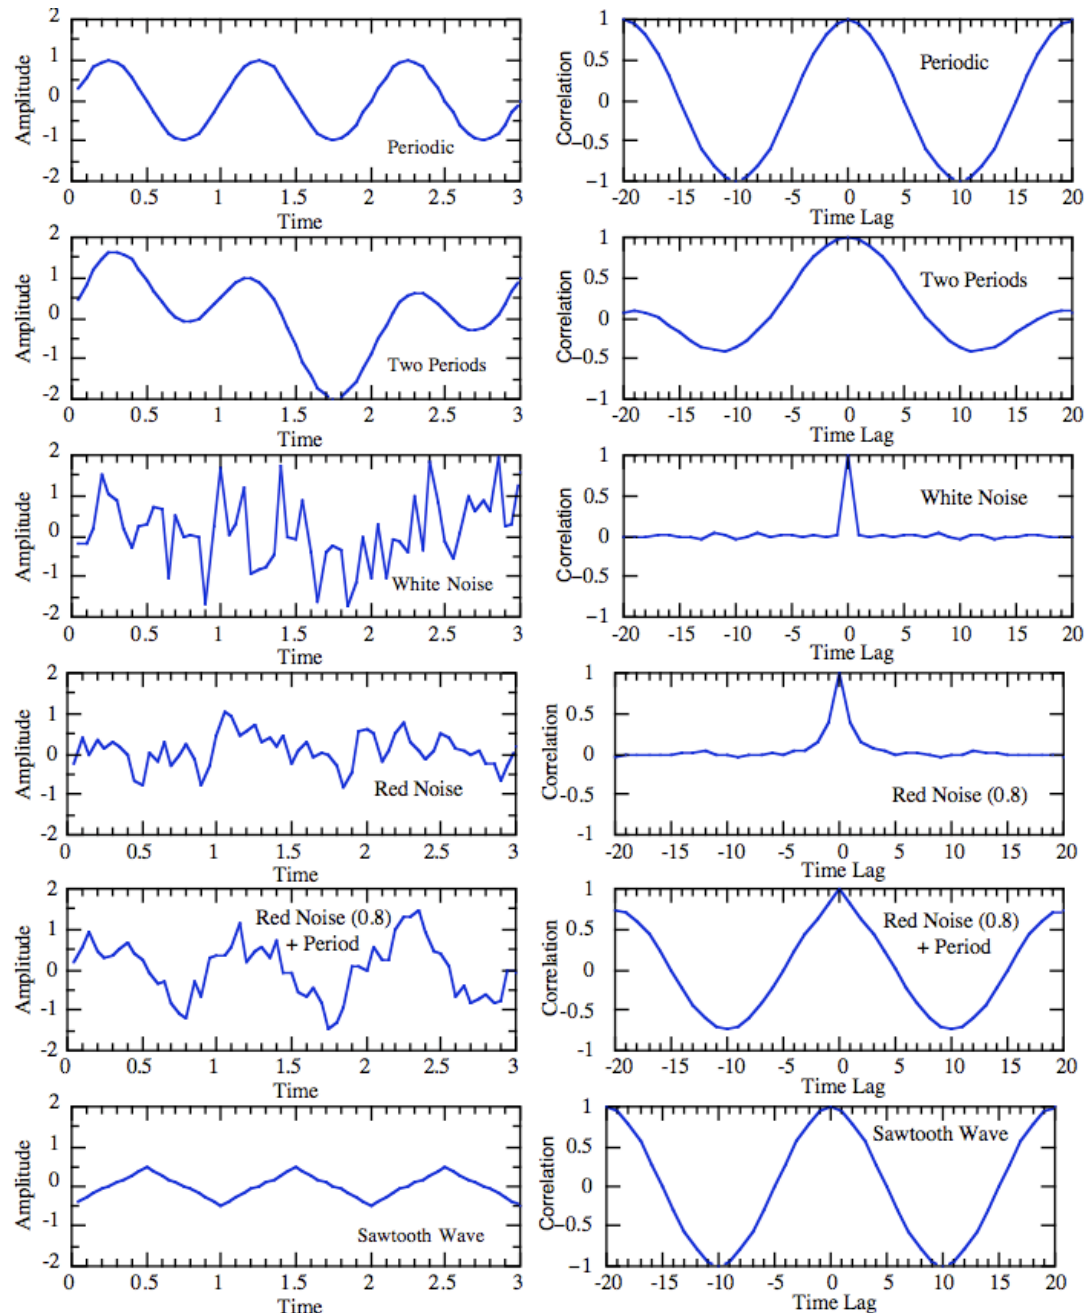 2
1
0
-1
-2
Amplitude
Periodic
0 0.5 1 1.5 2 2.5 3
Time
1
0.5
0
−0.5
−1
Correlation
Periodic
-20 -15 -10 -5 0 5 10 15 20
Time Lag
2
1
0
-1
-2
Amplitude
Two Periods
0 0.5 1 1.5 2 2.5 3
Time
1
0.5
0
−0.5
−1
Correlation
Two Periods
-20 -15 -10 -5 0 5 10 15 20
Time Lag
2
1
0
-1
-2
Amplitude
White Noise
0 0.5 1 1.5 2 2.5 3
Time
1
0.5
0
−0.5
−1
Correlation
White Noise
-20 -15 -10 -5 0 5 10 15 20
Time Lag
2
1
0
-1
-2
Amplitude
Red Noise
0 0.5 1 1.5 2 2.5 3
Time
1
0.5
0
-0.5
-1
Correlation
Red Noise (0.8)
-20 -15 -10 -5 0 5 10 15 20
Time Lag
2
1
0
-1
-2
Amplitude
Red Noise (0.8)
+ Period
0 0.5 1 1.5 2 2.5 3
Time
1
0.5
0
-0.5
-1
Correlation
Red Noise (0.8)
+ Period
-20 -15 -10 -5 0 5 10 15 20
Time Lag
2
1
0
-1
-2
Amplitude
Sawtooth Wave
0 0.5 1 1.5 2 2.5 3
Time
1
0.5
0
−0.5
−1
Correlation
Sawtooth Wave
-20 -15 -10 -5 0 5 10 15 20
Time Lag